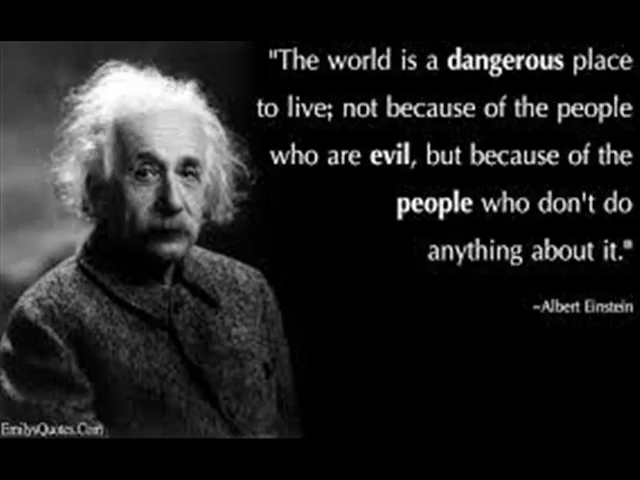 "The world is a dangerous place
to live; not because of the people
who are evil, but because of the
people who don't do
anything about it."
~Albert Einstein
EmilysQuotes.Com